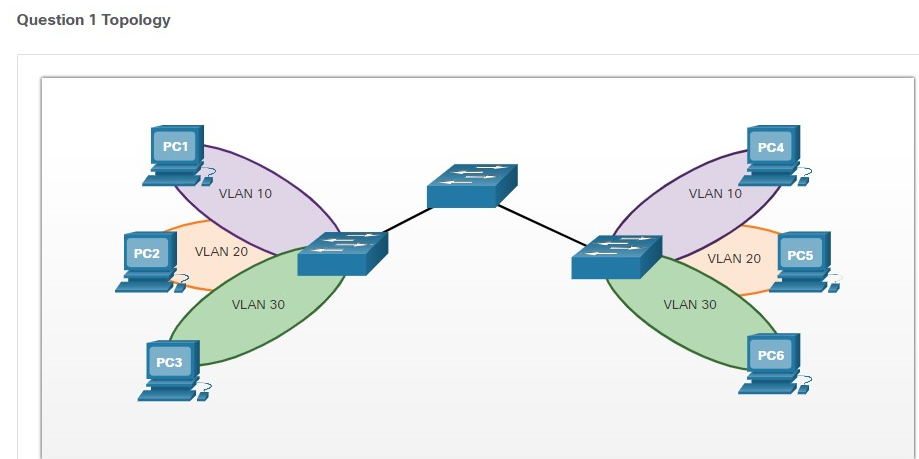 Question 1 Topology
PC1
PC4
VLAN 10
VLAN 10
PC2
VLAN 20
VLAN 20
PC5
VLAN 30
VLAN 30
PC3
PC6